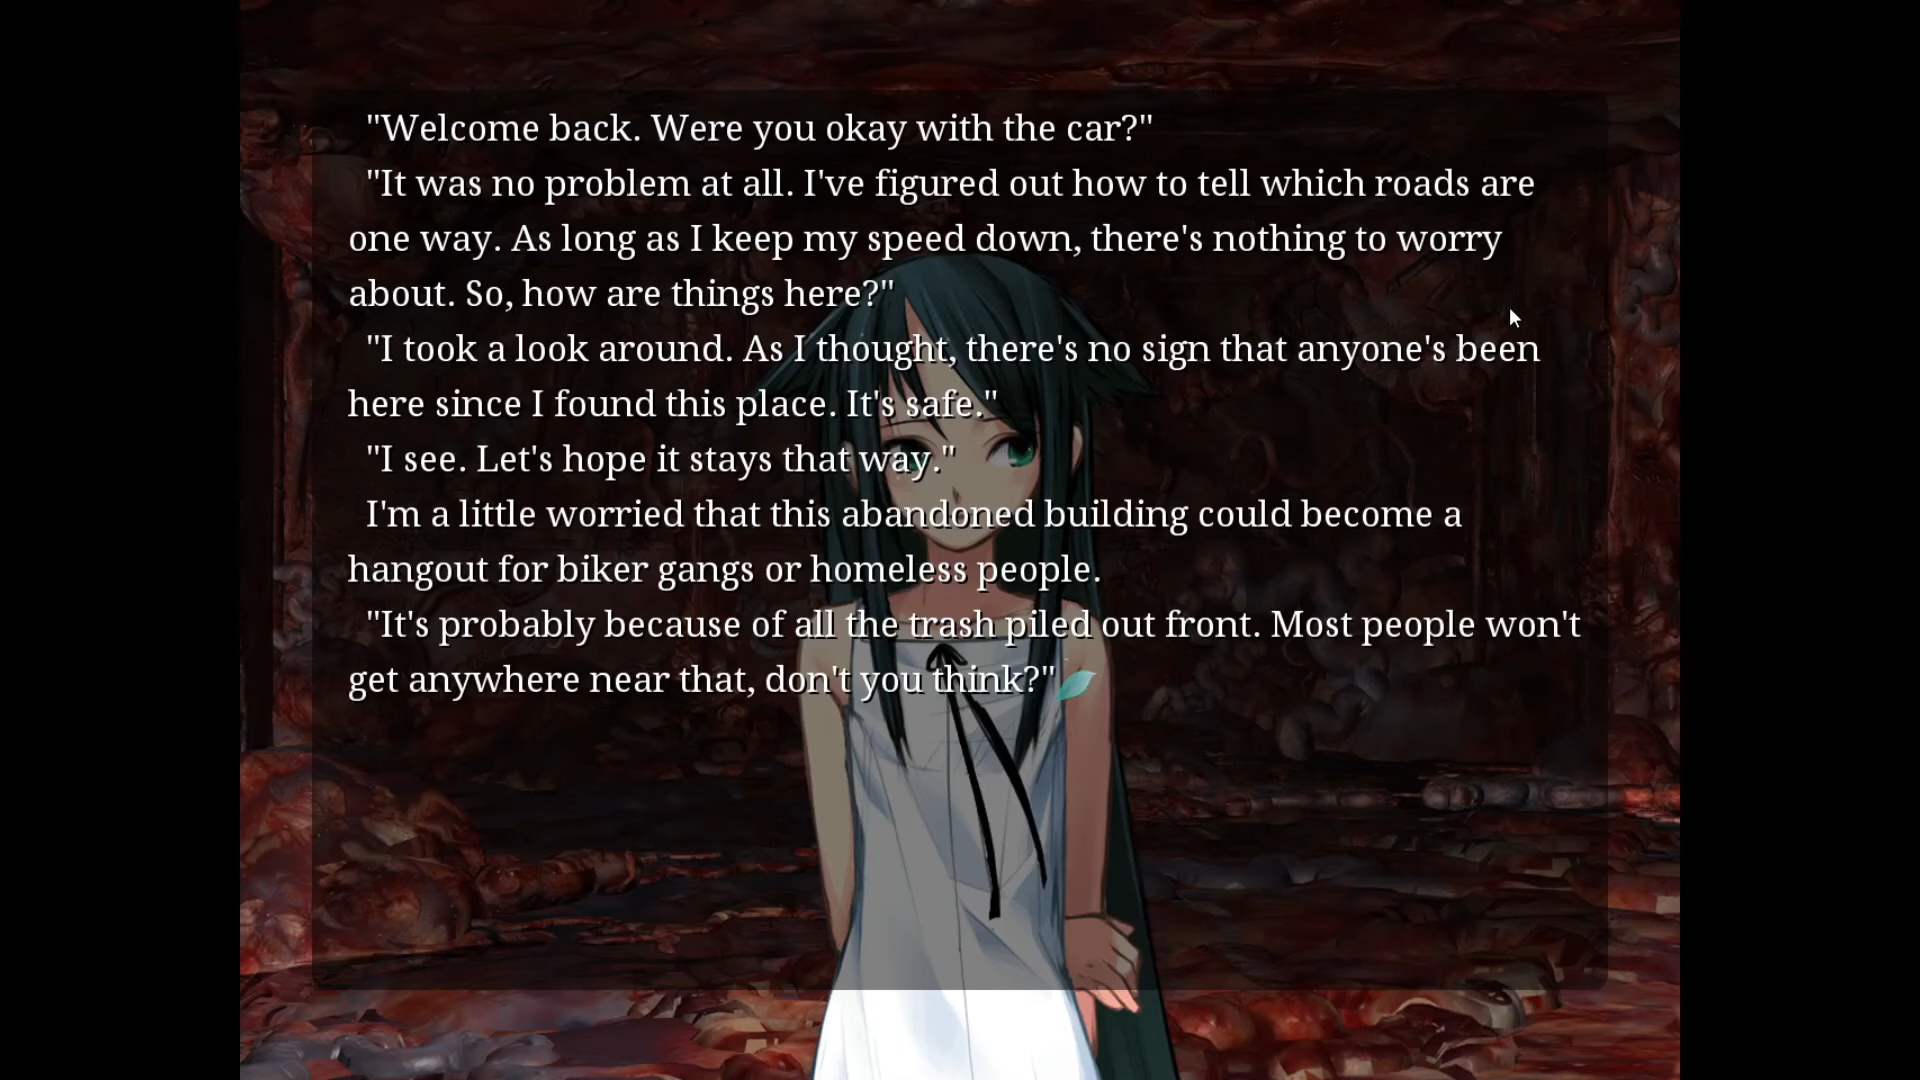 "Welcome back. Were you okay with the car?"
"It was no problem at all. I've figured out how to tell which roads are
one way. As long as I keep my speed down, there's nothing to worry
about. So, how are things here?"
"I took a look around. As I thought, there's no sign that anyone's been
here since I found this place. It's safe."
"I see. Let's hope it stays that way."
I'm a little worried that this abandoned building could become a
hangout for biker gangs or homeless people.
"It's probably because of all the trash piled out front. Most people won't
get anywhere near that, don't you think?"